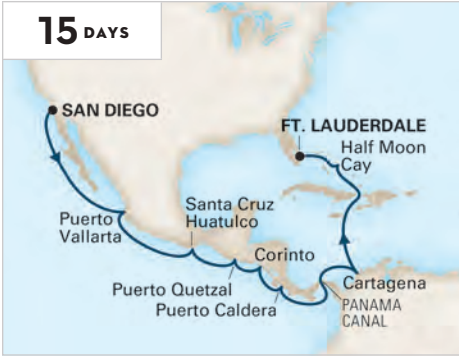 15 DAYS
SAN DIEGO
FT. LAUDERDALE
Half Moon
Cay
Santa Cruz
Huatulco
Puerto
Vallarta
Corinto
Puerto Quetzal
Cartagena
Puerto Caldera
PANAMA
CANAL